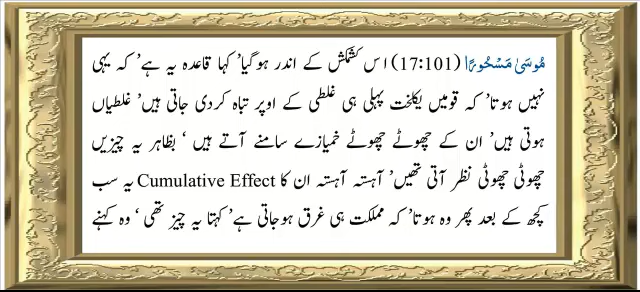 مُوسَىٰ مَسْحُورًا (17:101) اس کشمکش کے اندر ہوگیا’ کہا قاعدہ یہ ہے’ کہ یہی
نہیں ہوتا’ کہ قومیں یکلخت پہلی ہی غلطی کے اوپر تباہ کردی جاتی ہیں’ غلطیاں
ہوتی ہیں’ ان کے چھوٹے چھوٹے خمیازے سامنے آتے ہیں ‘ بظاہر یہ چیزیں
چھوٹی چھوٹی نظر آتی تھیں’ آہستہ آہستہ ان کا Cumulative Effect یہ سب
کچھ کے بعد پھر وہ ہوتا’ کہ مملکت ہی غرق ہوجاتی ہے’ کہتا یہ چیز تھی ‘ وہ کہنے